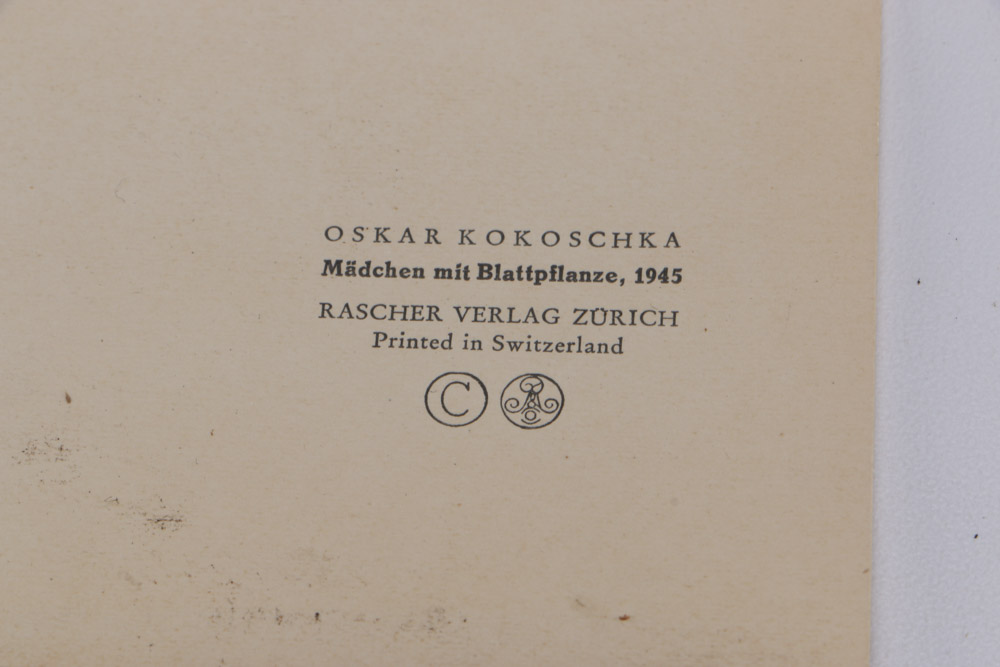 OSKAR KOKOSCHKA
Mädchen mit Blattpflanze, 1945
RASCHER VERLAG ZÜRICH
Printed in Switzerland
©